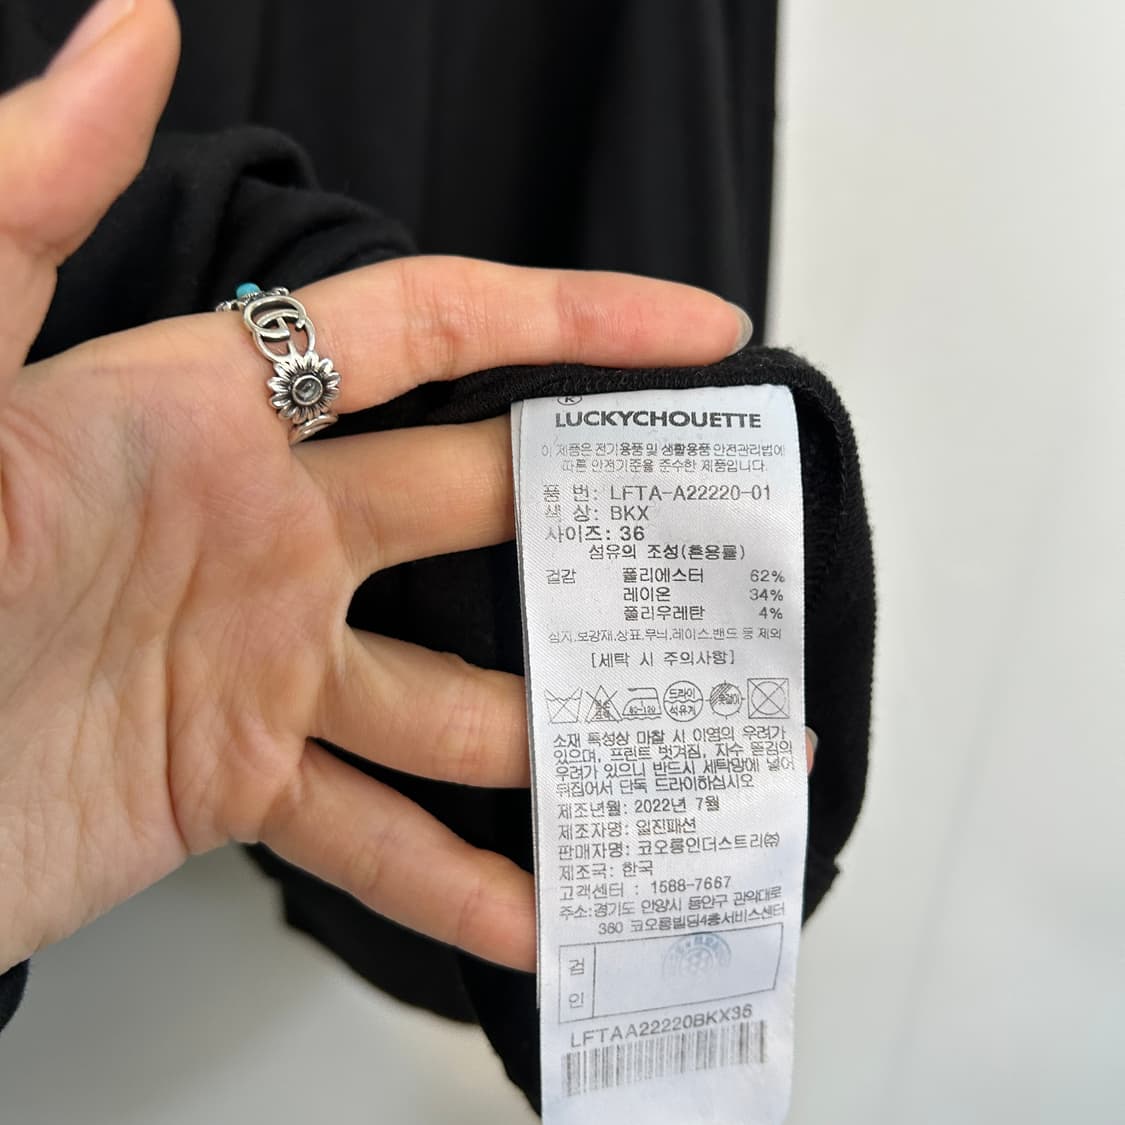 LUCKYCHOUETTE
이 제품은 전기용품 및 생활용품 안전관리법에
따른 안전기준을 준수한 제품입니다.
품 번: LFTA-A22220-01
색 상: BKX
사이즈: 36
섬유의 조성(혼용률)
겉감 폴리에스터 62%
레이온 34%
폴리우레탄 4%
심지,보강재,상표,무늬,레이스,밴드 등 제외
[세탁 시 주의사항]
80~120 드라이 석유계 옷걸이
소재 특성상 마찰 시 이염의 우려가
있으며, 프린트 벗겨짐, 자수 뜯김의
우려가 있으니 반드시 세탁망에 넣어
뒤집어서 단독 드라이하십시오
제조년월: 2022년 7월
제조자명: 일진패션
판매자명: 코오롱인더스트리㈜
제조국: 한국
고객센터 : 1588-7667
주소:경기도 안양시 동안구 관악대로
380 코오롱빌딩4층서비스센터
검
인
LFTAA22220BKX36